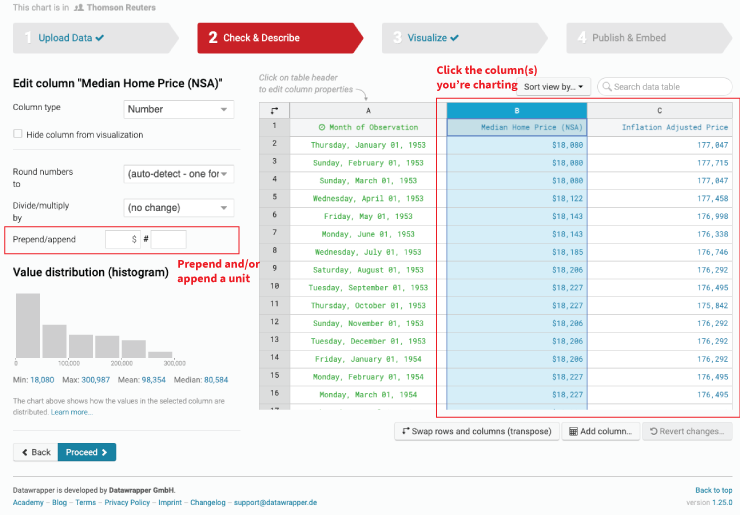 This chart is in Thomson Reuters
1 Upload Data
2 Check & Describe
3 Visualize
4 Publish & Embed
Edit column "Median Home Price (NSA)"
Column type
Number
Hide column from visualization
Round numbers
to
(auto-detect - one for
Divide/multiply
by
(no change)
Prepend/append
$ #
Prepend and/or
append a unit
Value distribution (histogram)
0 100,000 200,000 300,000
Min: 18,080 Max: 300,987 Mean: 98,354 Median: 80,584
The chart above shows how the values in the selected column are
distributed. Learn more...
Back
Proceed
Click on table header
to edit column properties
Click the column(s)
you're charting
Sort view by...
Search data table
A B C
1 Month of Observation Median Home Price (NSA) Inflation Adjusted Price
2 Thursday, January 01, 1953 $18,080 177,047
3 Sunday, February 01, 1953 $18,080 177,715
4 Sunday, March 01, 1953 $18,080 177,047
5 Wednesday, April 01, 1953 $18,122 177,458
6 Friday, May 01, 1953 $18,143 176,998
7 Monday, June 01, 1953 $18,143 176,338
8 Wednesday, July 01, 1953 $18,185 176,746
9 Saturday, August 01, 1953 $18,206 176,292
10 Tuesday, September 01, 1953 $18,227 176,495
11 Thursday, October 01, 1953 $18,227 175,842
12 Sunday, November 01, 1953 $18,206 176,292
13 Tuesday, December 01, 1953 $18,206 176,292
14 Friday, January 01, 1954 $18,206 176,292
15 Monday, February 01, 1954 $18,227 176,495
16 Monday, March 01, 1954 $18,227 176,495
Swap rows and columns (transpose)
Add column...
Revert changes...
Datawrapper is developed by Datawrapper GmbH.
Academy – Blog – Terms – Privacy Policy – Imprint – Changelog – support@datawrapper.de
Back to top
version 1.25.0